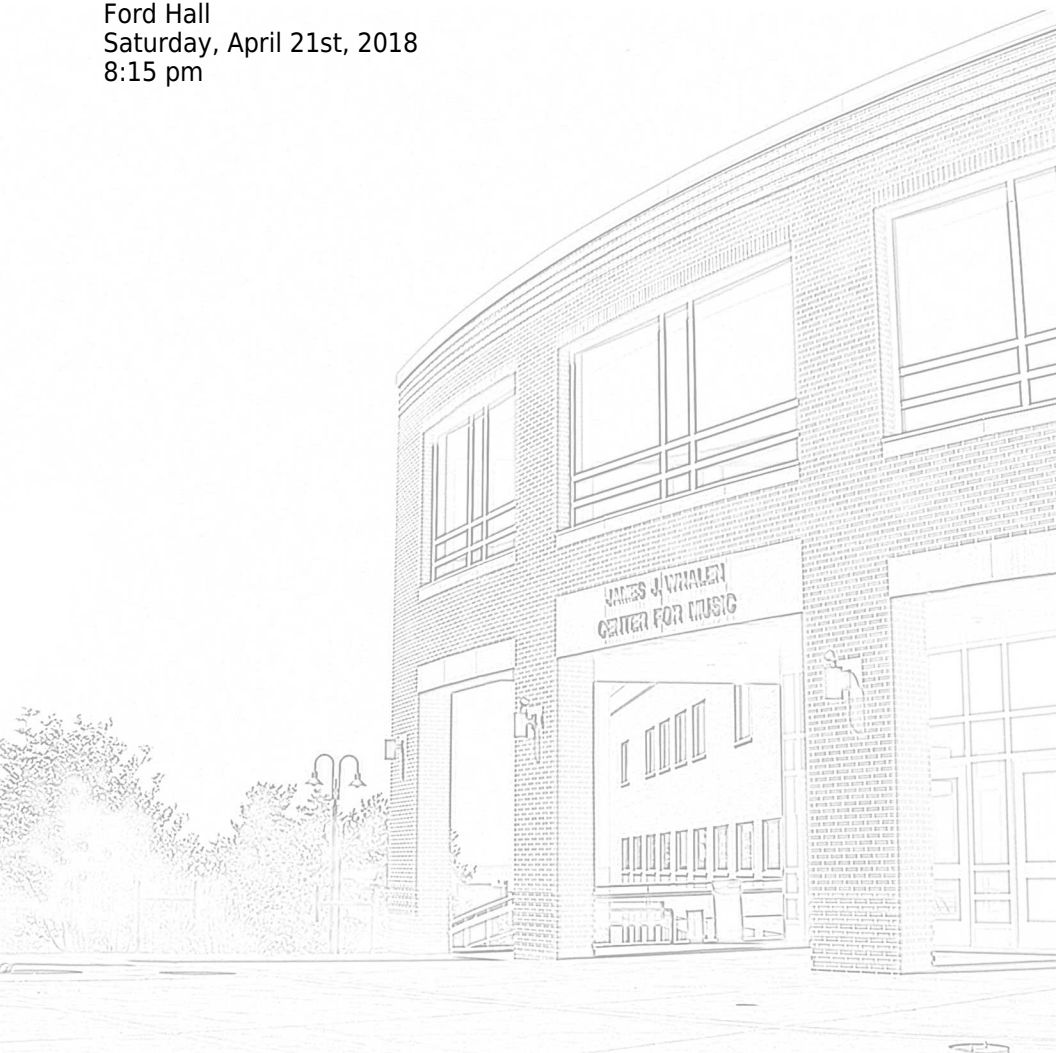 Ford Hall
Saturday, April 21st, 2018
8:15 pm
JAMES J. WHALEN
CENTER FOR MUSIC